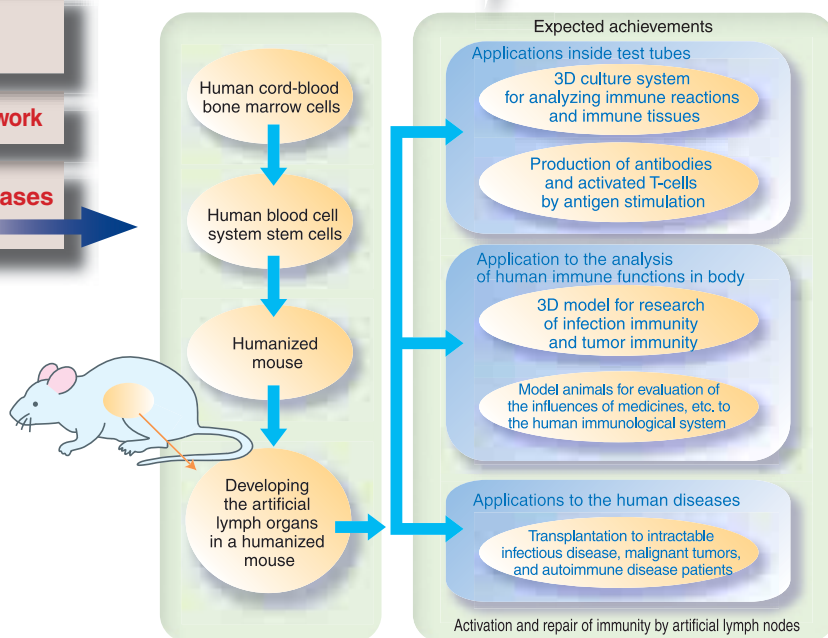 work
ases
Human cord-blood
bone marrow cells
Human blood cell
system stem cells
Humanized
mouse
Developing
the artificial
lymph organs
in a humanized
mouse
Expected achievements
Applications inside test tubes
3D culture system
for analyzing immune reactions
and immune tissues
Production of antibodies
and activated T-cells
by antigen stimulation
Application to the analysis
of human immune functions in body
3D model for research
of infection immunity
and tumor immunity
Model animals for evaluation of
the influences of medicines, etc. to
the human immunological system
Applications to the human diseases
Transplantation to intractable
infectious disease, malignant tumors,
and autoimmune disease patients
Activation and repair of immunity by artificial lymph nodes